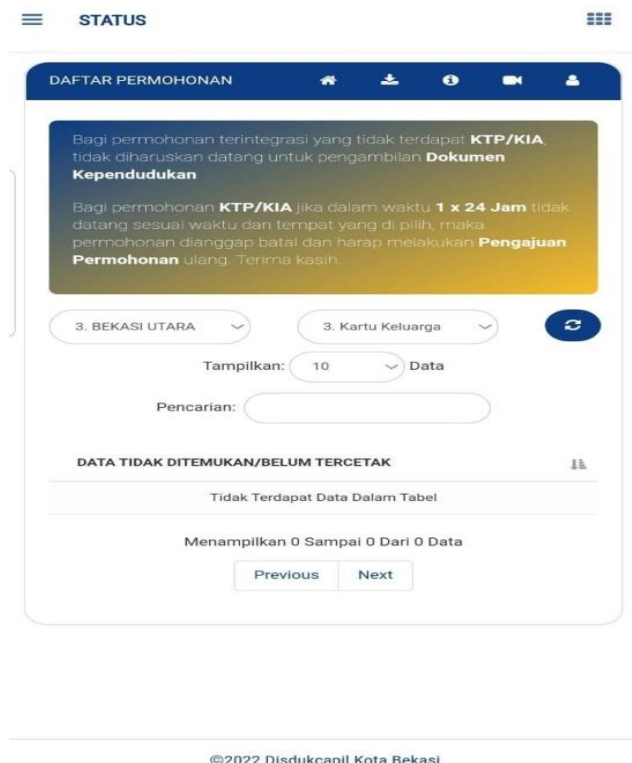 STATUS
DAFTAR PERMOHONAN
Bagi permohonan terintegrasi yang tidak terdapat KTP/KIA,
tidak diharuskan datang untuk pengambilan Dokumen
Kependudukan
Bagi permohonan KTP/KIA jika dalam waktu 1 x 24 Jam tidak
datang sesuai waktu dan tempat yang di pilih, maka
permohonan dianggap batal dan harap melakukan Pengajuan
Permohonan ulang. Terima kasih.
3. BEKASI UTARA
3. Kartu Keluarga
Tampilkan: 10 Data
Pencarian:
DATA TIDAK DITEMUKAN/BELUM TERCETAK
Tidak Terdapat Data Dalam Tabel
Menampilkan 0 Sampai 0 Dari 0 Data
Previous Next
©2022 Disdukcapil Kota Bekasi